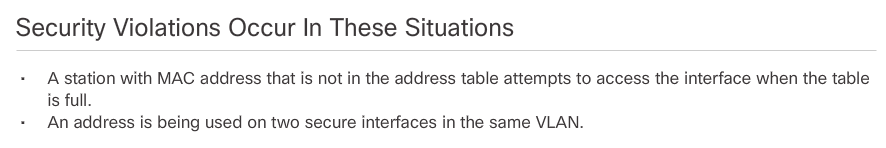 Security Violations Occur In These Situations
▪ A station with MAC address that is not in the address table attempts to access the interface when the table
is full.
▪ An address is being used on two secure interfaces in the same VLAN.